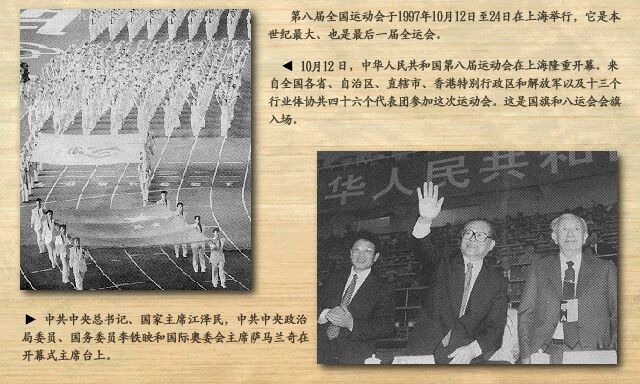 第八届全国运动会于1997年10月12日至24日在上海举行，它是本
世纪最大、也是最后一届全运会。
◀ 10月12日，中华人民共和国第八届运动会在上海隆重开幕。来
自全国各省、自治区、直辖市、香港特别行政区和解放军以及十三个
行业体协共四十六个代表团参加这次运动会。这是国旗和八运会会旗
入场。
华人民共和国
▶ 中共中央总书记、国家主席江泽民，中共中央政治
局委员、国务委员李铁映和国际奥委会主席萨马兰奇在
开幕式主席台上。